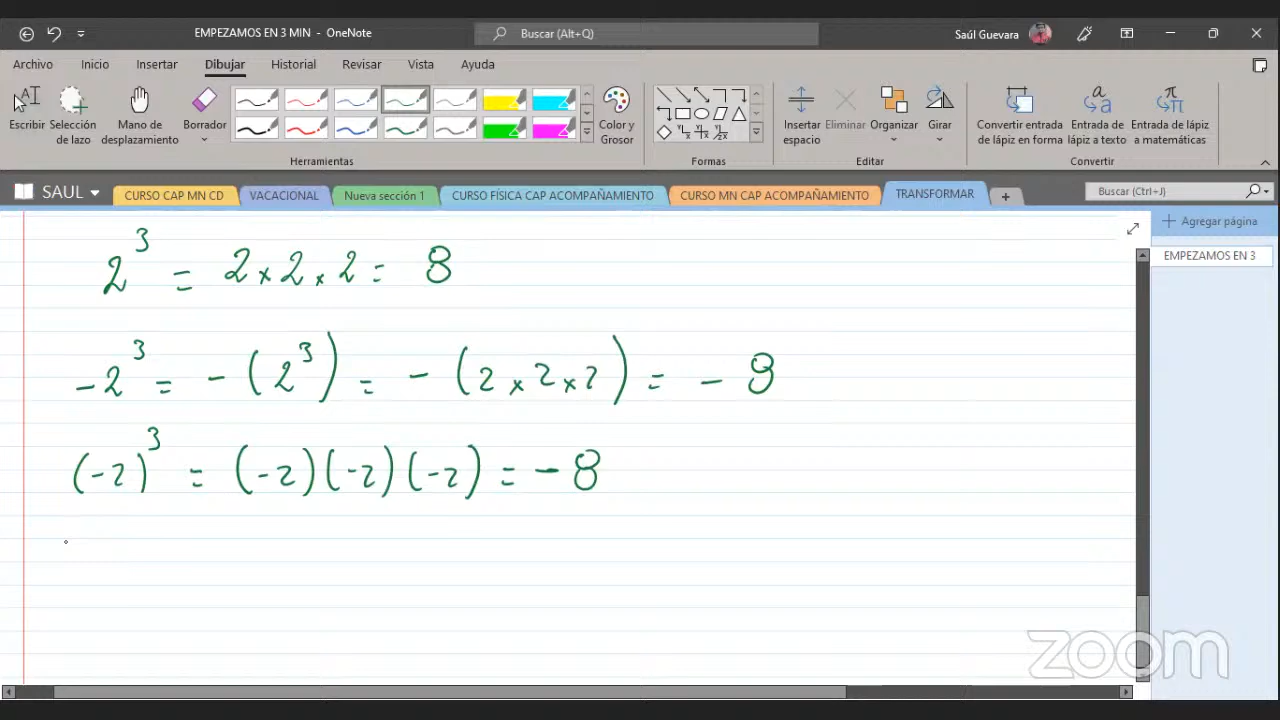 EMPEZAMOS EN 3 MIN - OneNote
Buscar (Alt+Q)
Saúl Guevara
Archivo Inicio Insertar Dibujar Historial Revisar Vista Ayuda
Escribir
Selección de lazo
Mano de desplazamiento
Borrador
Color y Grosor
Insertar espacio
Eliminar
Organizar
Girar
Convertir entrada de lápiz en forma
Entrada de lápiz a texto
Entrada de lápiz a matemáticas
Herramientas Formas Editar Convertir
SAUL
CURSO CAP MN CD
VACACIONAL
Nueva sección 1
CURSO FÍSICA CAP ACOMPAÑAMIENTO
CURSO MN CAP ACOMPAÑAMIENTO
TRANSFORMAR
Buscar (Ctrl+J)
Agregar página
EMPEZAMOS EN 3
2³ = 2 × 2 × 2 = 8
-2³ = -(2³) = -(2 × 2 × 2) = - 8
(-2)³ = (-2)(-2)(-2) = - 8
zoom